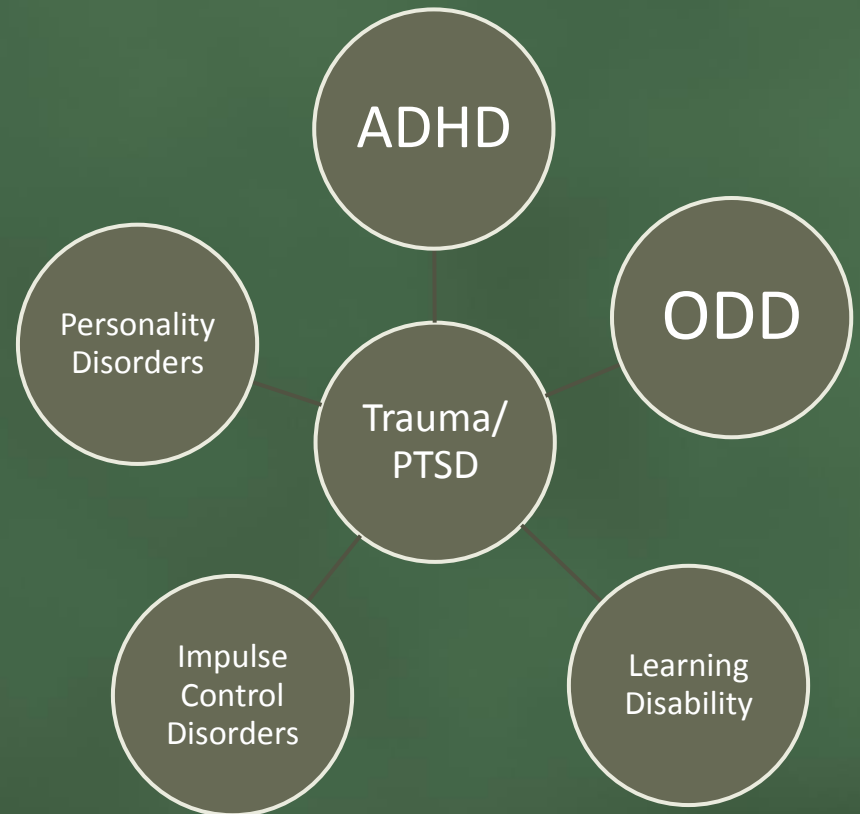 ADHD
ODD
Personality
Disorders
Trauma/
PTSD
Impulse
Control
Disorders
Learning
Disability